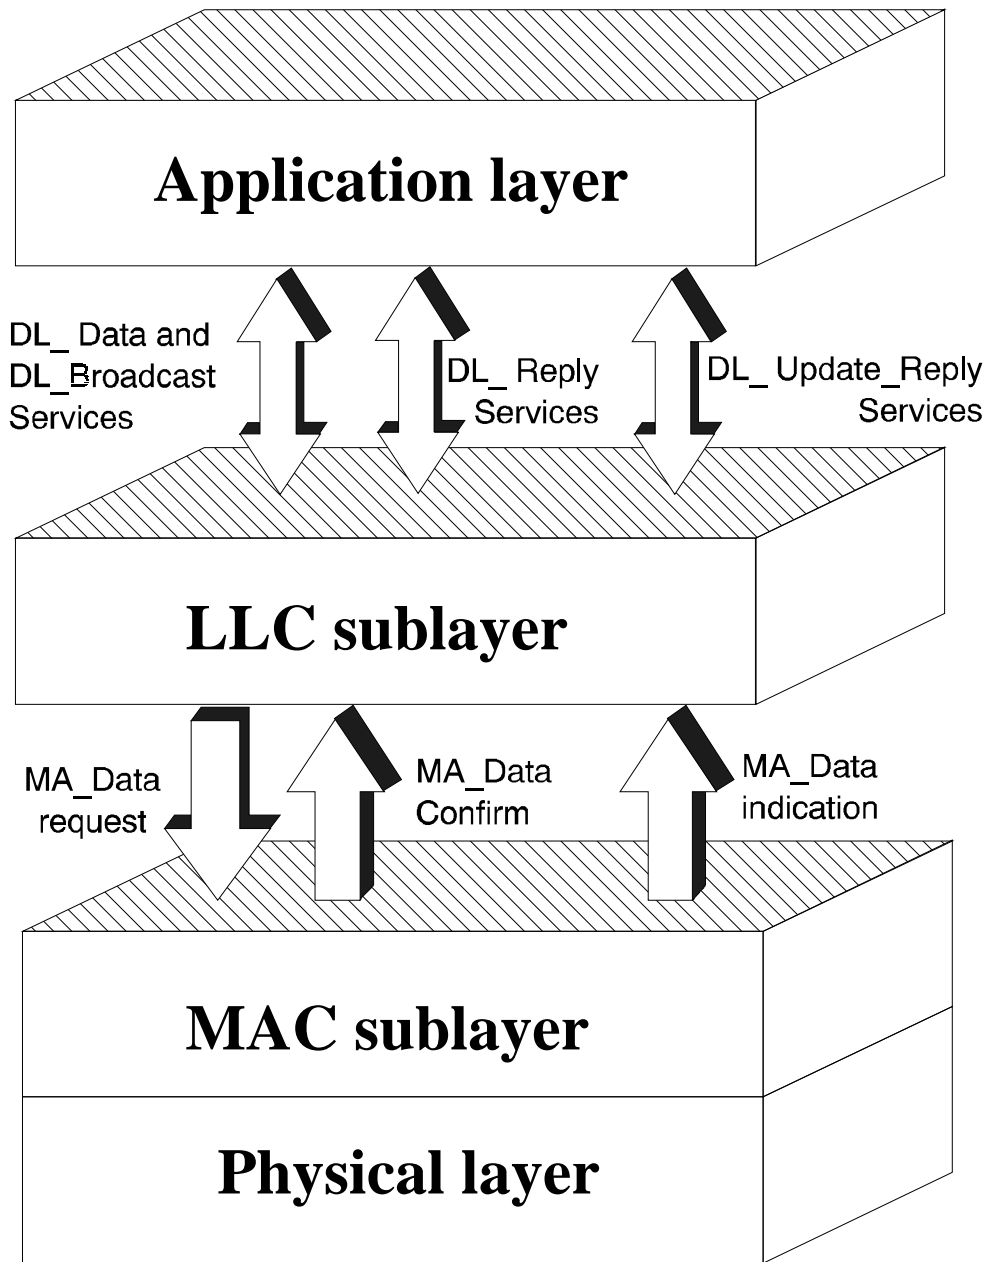 Application layer
DL_ Data and
DL_Broadcast
Services
DL_ Reply
Services
DL_ Update_Reply
Services
LLC sublayer
MA_Data
request
MA_Data
Confirm
MA_Data
indication
MAC sublayer
Physical layer